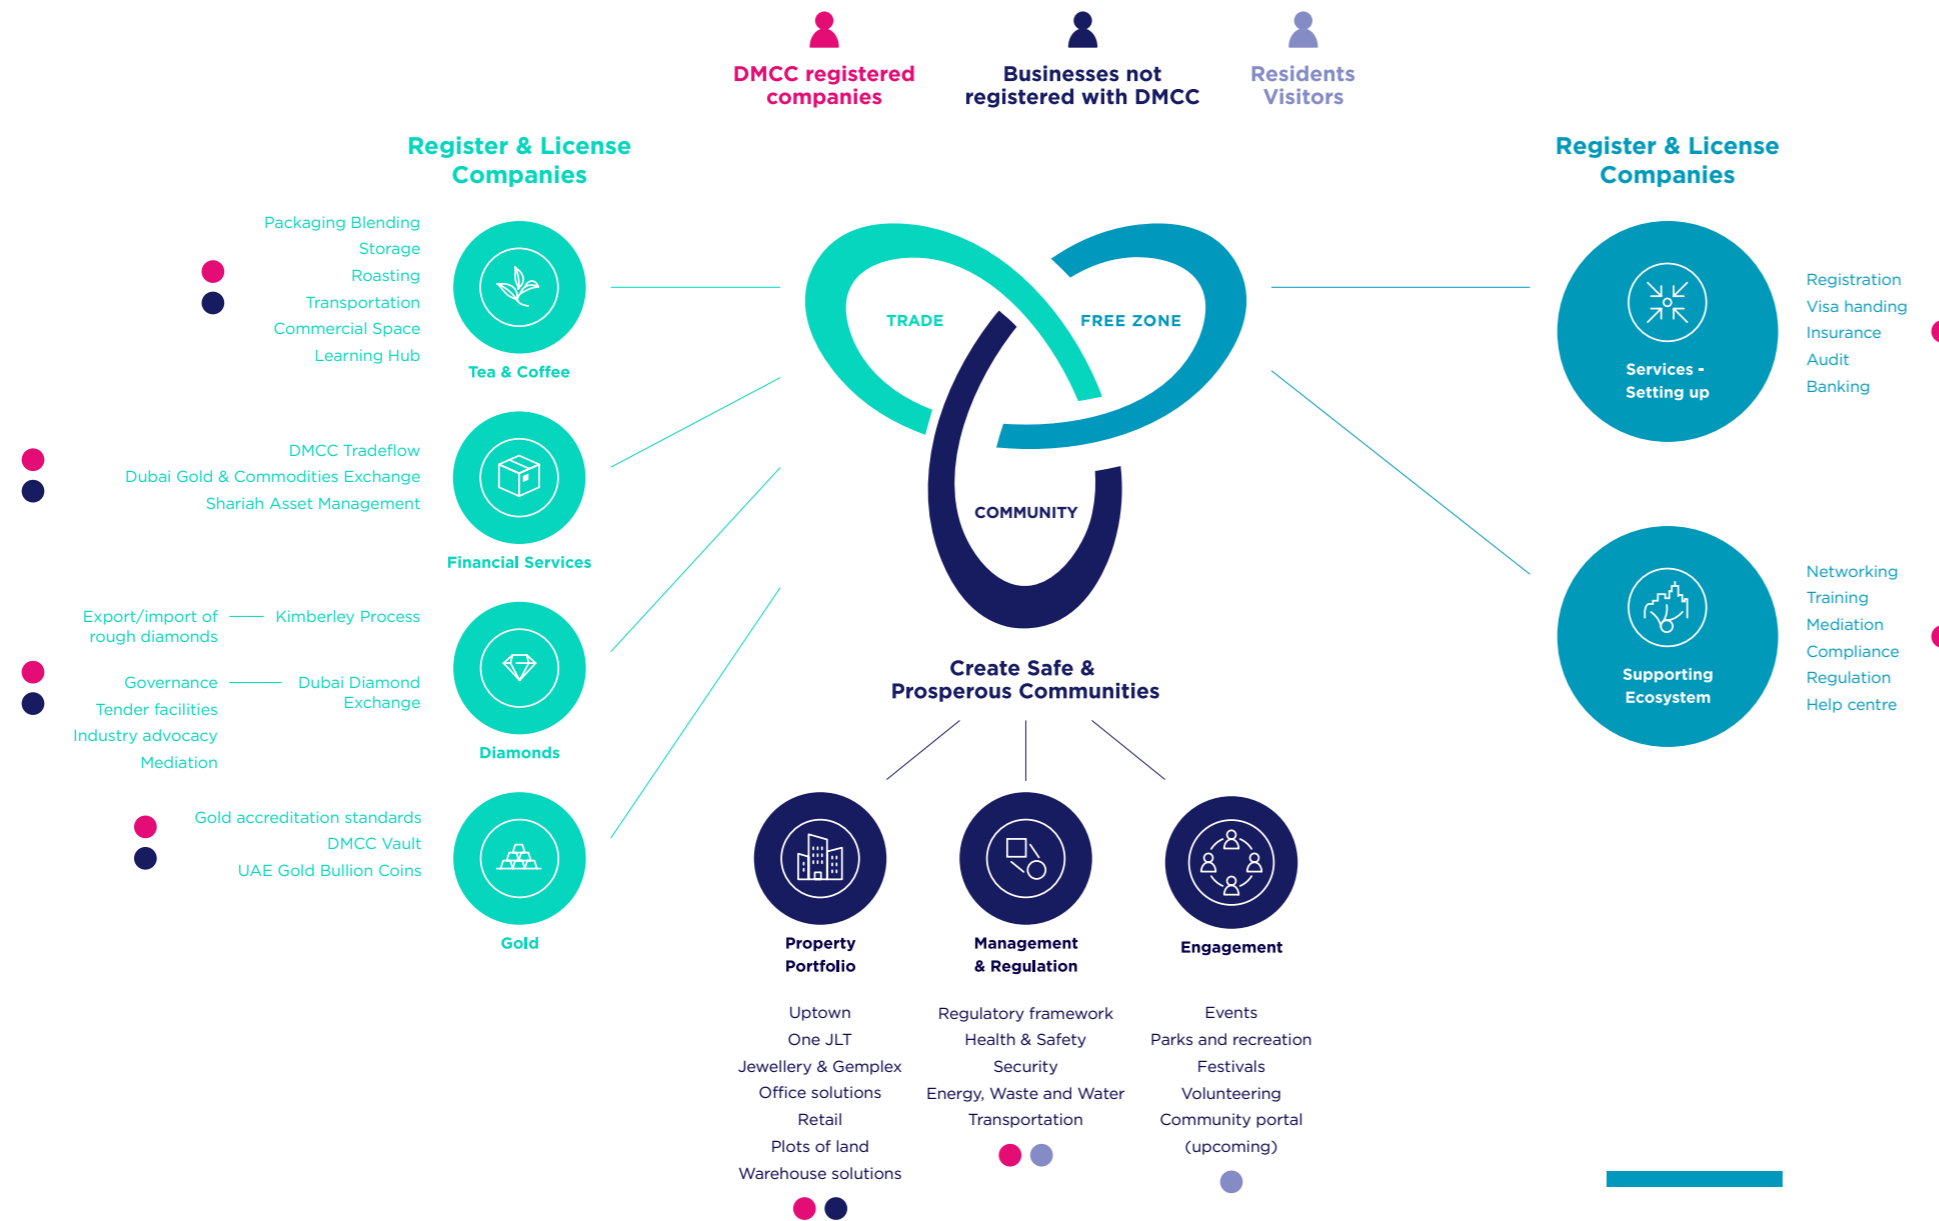 DMCC registered
companies
Businesses not
registered with DMCC
Residents
Visitors
Register & License
Companies
Packaging Blending
Storage
Roasting
Transportation
Commercial Space
Learning Hub
Tea & Coffee
DMCC Tradeflow
Dubai Gold & Commodities Exchange
Shariah Asset Management
Financial Services
Export/import of
rough diamonds
Kimberley Process
Governance
Tender facilities
Industry advocacy
Mediation
Dubai Diamond
Exchange
Diamonds
Gold accreditation standards
DMCC Vault
UAE Gold Bullion Coins
Gold
TRADE
FREE ZONE
COMMUNITY
Create Safe &
Prosperous Communities
Property
Portfolio
Uptown
One JLT
Jewellery & Gemplex
Office solutions
Retail
Plots of land
Warehouse solutions
Management
& Regulation
Regulatory framework
Health & Safety
Security
Energy, Waste and Water
Transportation
Engagement
Events
Parks and recreation
Festivals
Volunteering
Community portal
(upcoming)
Register & License
Companies
Services -
Setting up
Registration
Visa handing
Insurance
Audit
Banking
Supporting
Ecosystem
Networking
Training
Mediation
Compliance
Regulation
Help centre